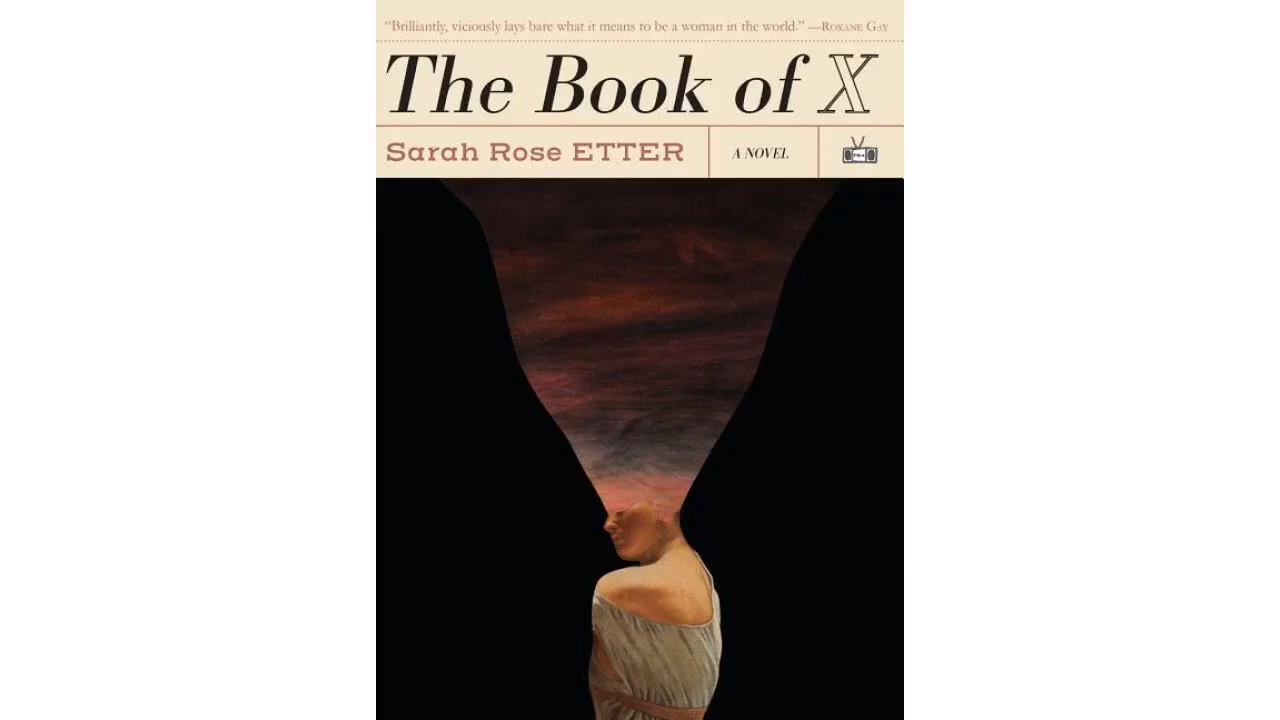 “Brilliantly, viciously lays bare what it means to be a woman in the world.” —Roxane Gay
The Book of X
Sarah Rose ETTER
A NOVEL